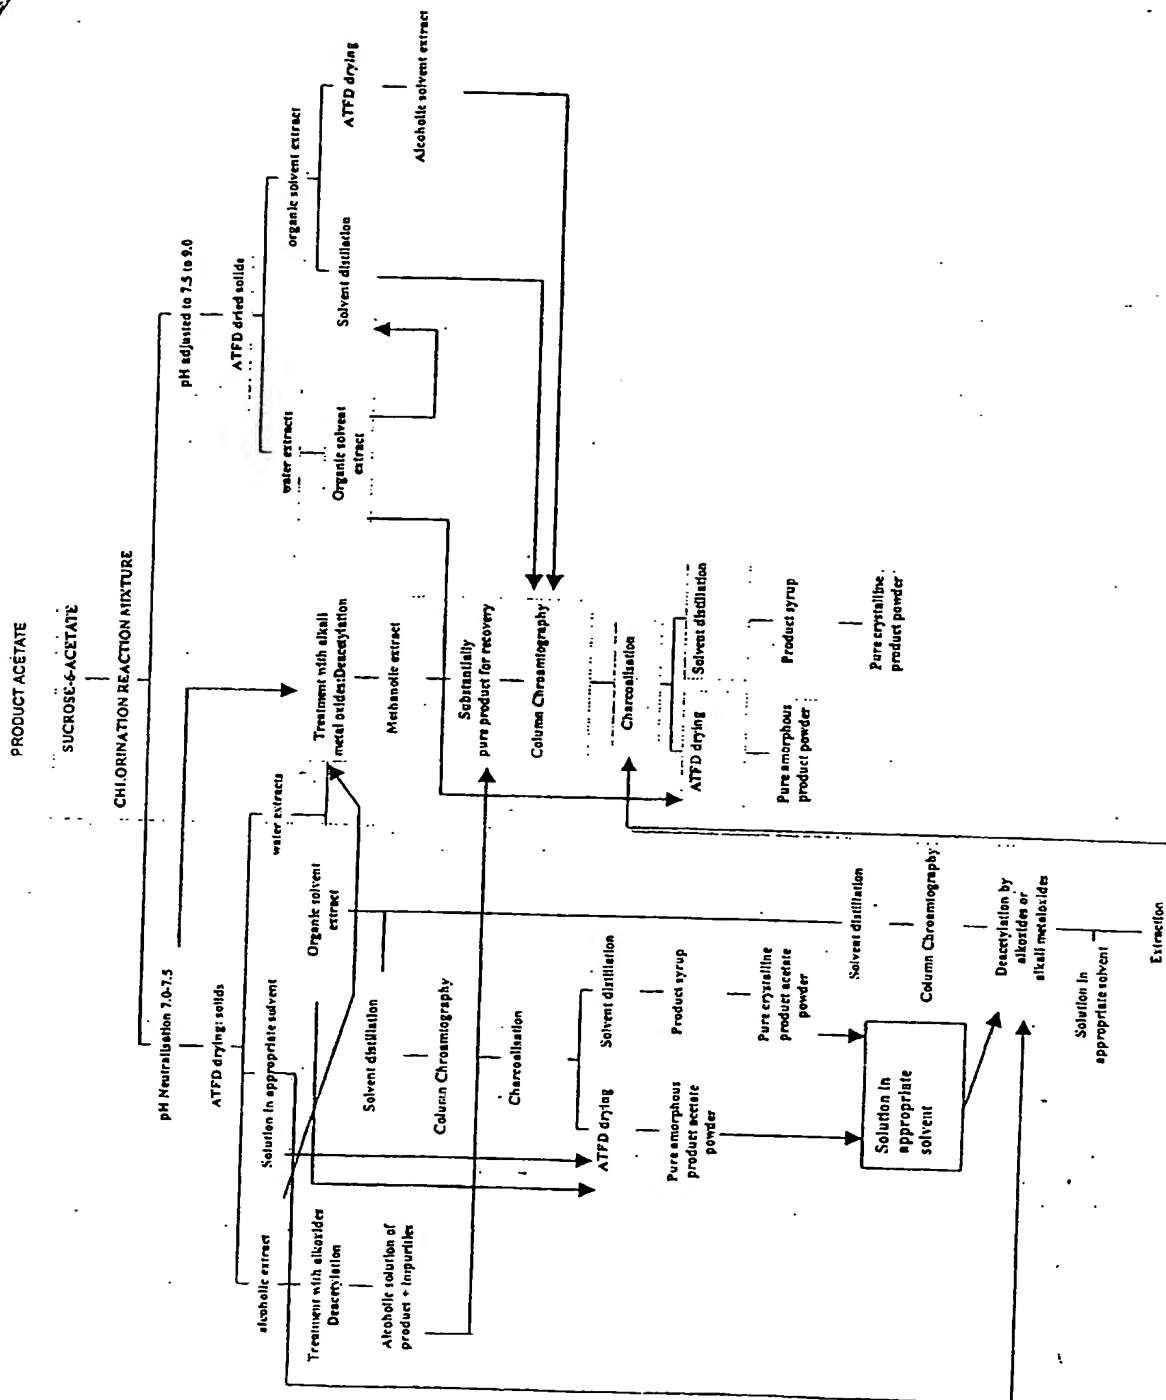 PRODUCT ACETATE
SUCROSE-6-ACETATE
CHLORINATION REACTION MIXTURE
pH Neutralisation 7.0-7.5
ATFD drying: solids
alcoholic extract
Treatment with alkoxides
Deacetylation
Alcoholic solution of
product + impurities
Solution in appropriate solvent
water extracts
Organic solvent
extract
Solvent distillation
Column Chroamtiography
Charcoalisation
ATFD drying
Pure amorphous
product acetate
powder
Solvent distillation
Product syrup
Pure crystalline
product acetate
powder
Solution in
appropriate
solvent
Solvent distillation
Column Chroamtiography
Deacetylation by
alkoxides or
alkali metaloxides
Solution in
appropriate solvent
Extraction
Treatment with alkali
metal oxides:Deacetylation
Methanolic extract
Substantially
pure product for recovery
Column Chroamtiography
Charcoalisation
ATFD drying
Pure amorphous
product powder
Solvent distillation
Product syrup
Pure crystalline
product powder
pH adjusted to 7.5 to 9.0
ATFD dried solids
water extracts
Organic solvent
extract
organic solvent extract
Solvent distillation
ATFD drying
Alcoholic solvent extract